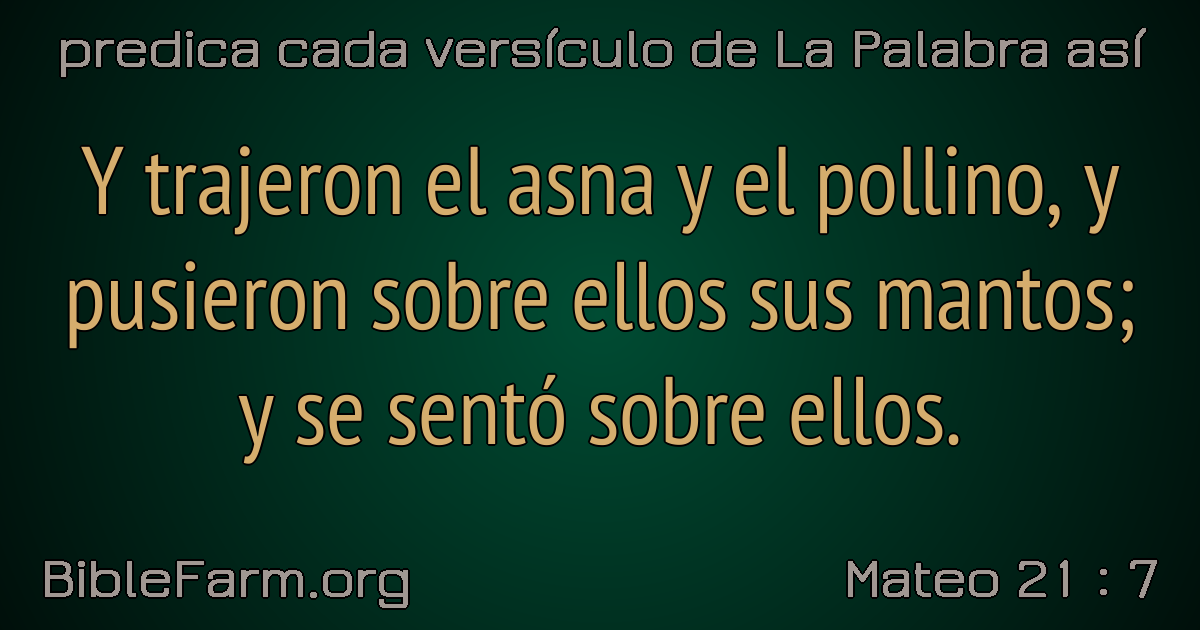 predica cada versículo de La Palabra así
Y trajeron el asna y el pollino, y
pusieron sobre ellos sus mantos;
y se sentó sobre ellos.
BibleFarm.org
Mateo 21 : 7